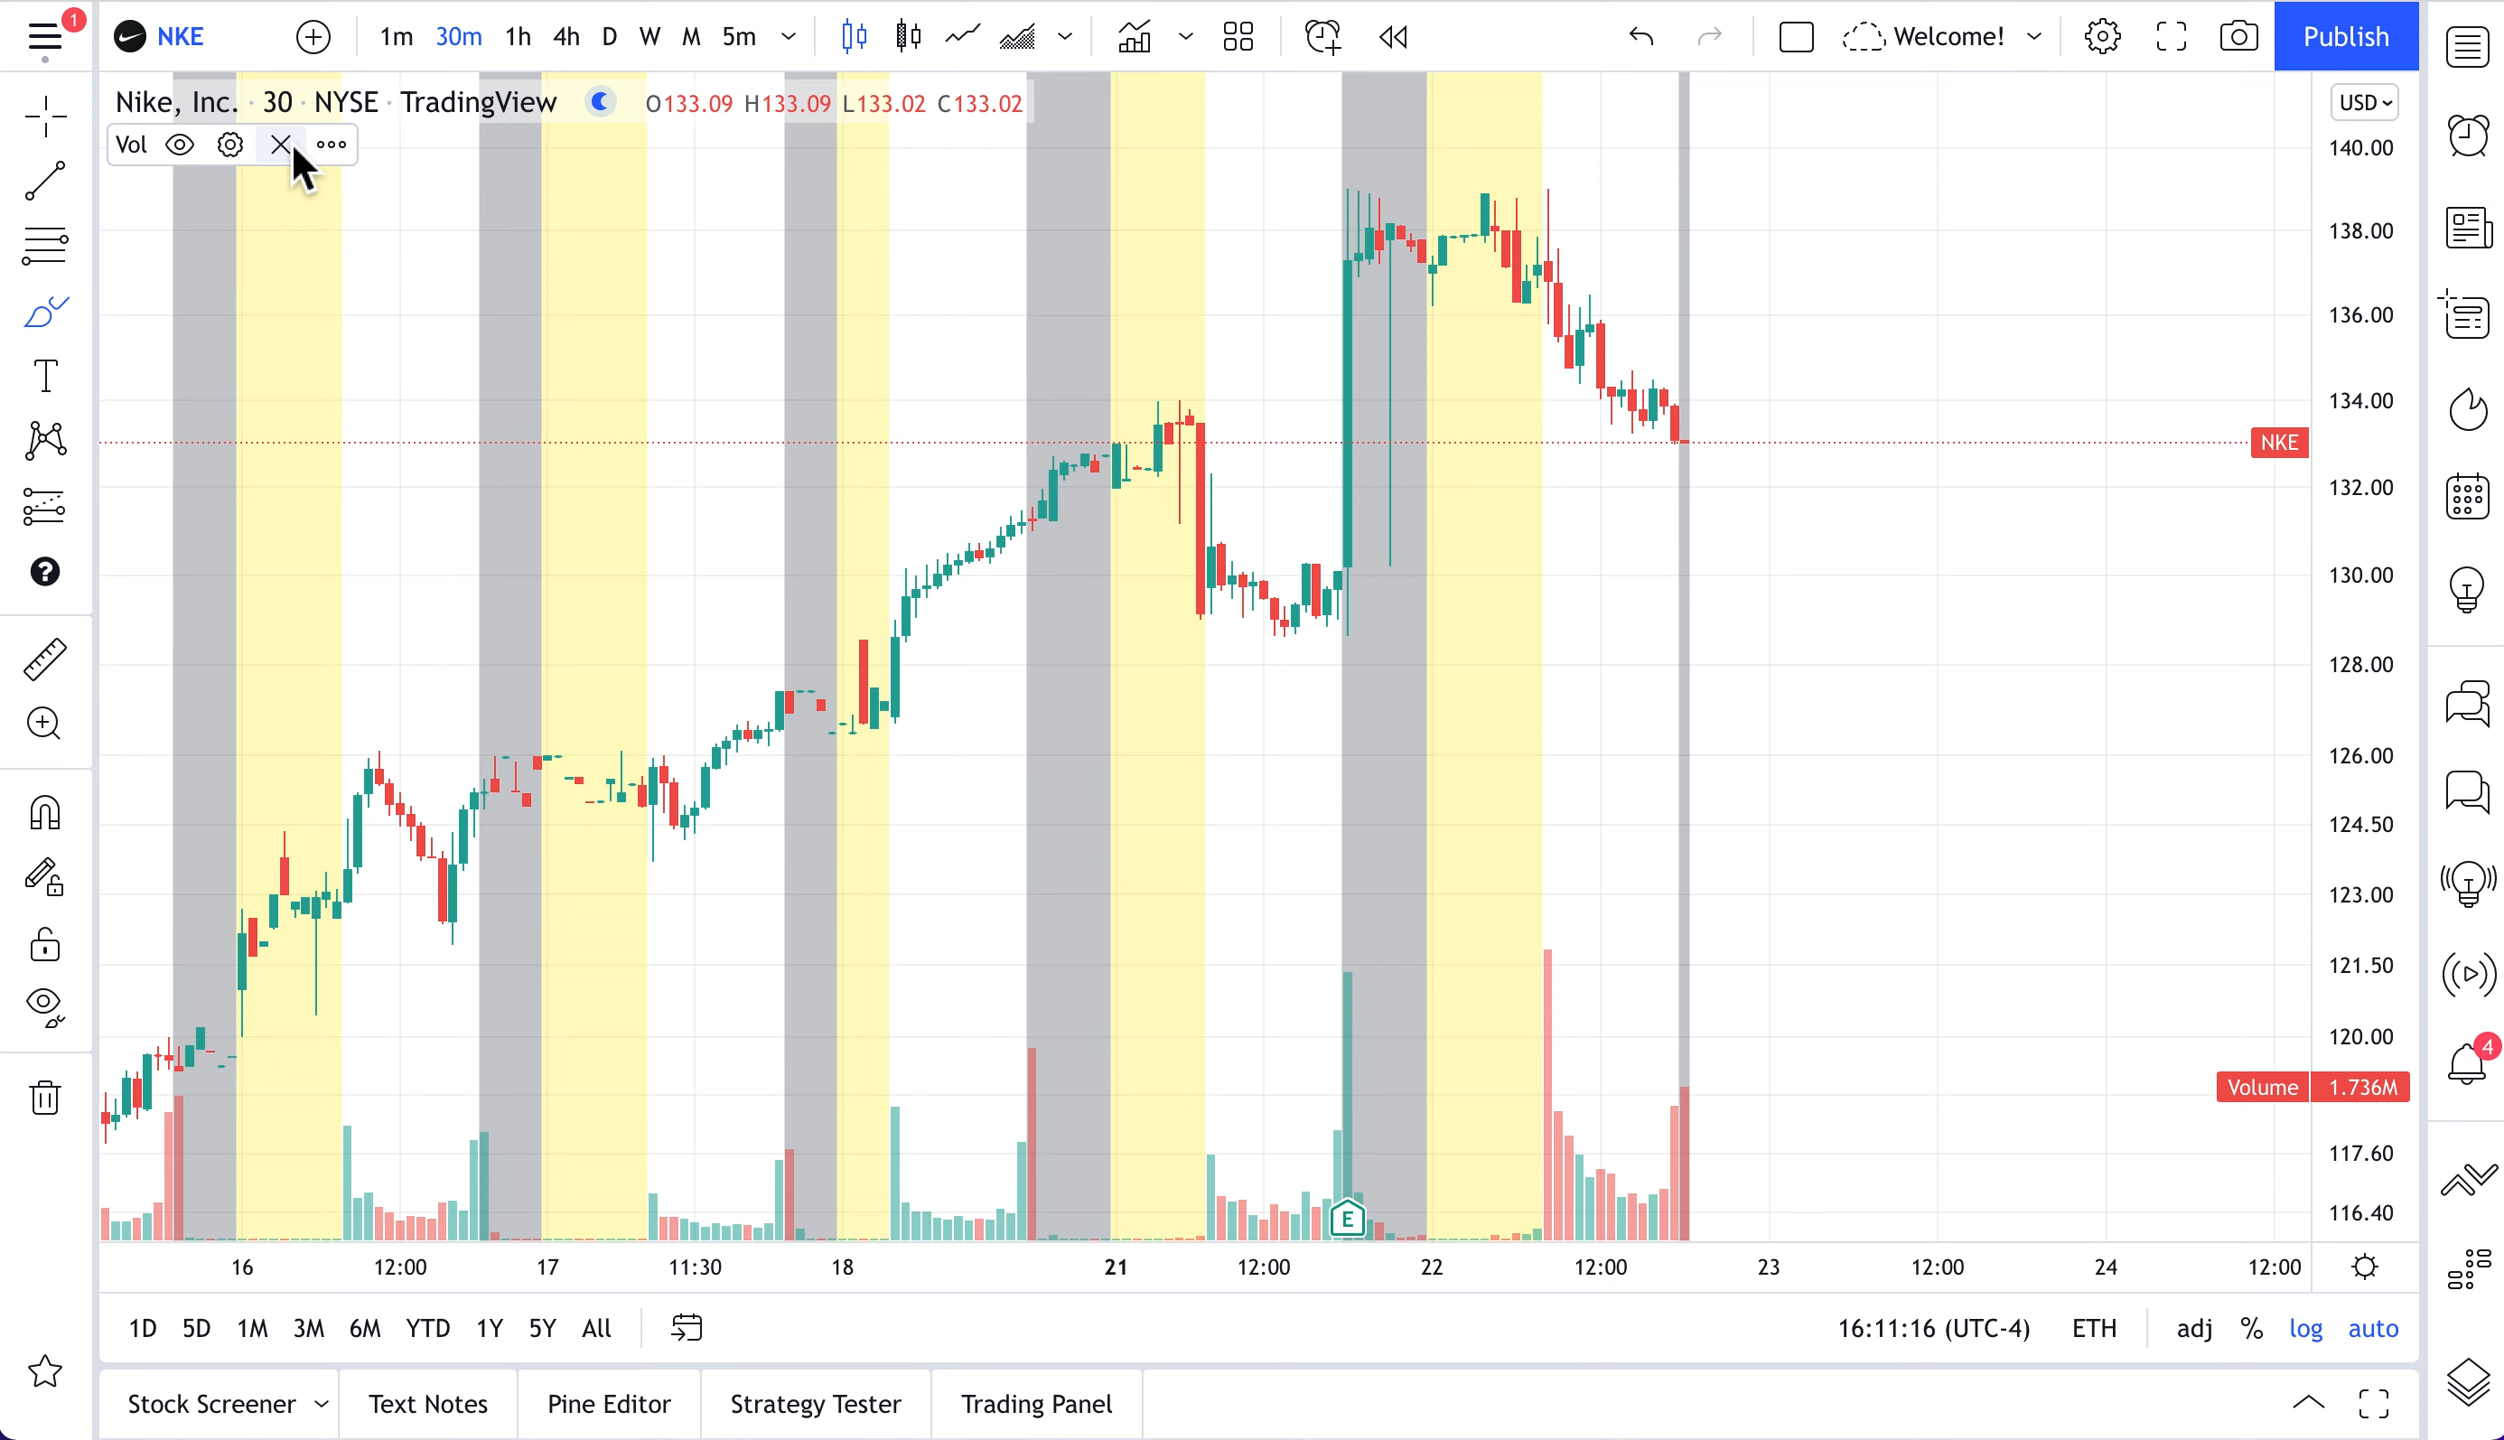 1
NKE
1m 30m 1h 4h D W M 5m
Welcome!
Publish
Nike, Inc. · 30 · NYSE · TradingView O133.09 H133.09 L133.02 C133.02
USD
Vol
140.00
138.00
136.00
134.00
NKE
132.00
130.00
128.00
126.00
124.50
123.00
121.50
120.00
4
Volume 1.736M
117.60
116.40
E
16 12:00 17 11:30 18 21 12:00 22 12:00 23 12:00 24 12:00
1D 5D 1M 3M 6M YTD 1Y 5Y All
16:11:16 (UTC-4) ETH adj % log auto
Stock Screener Text Notes Pine Editor Strategy Tester Trading Panel